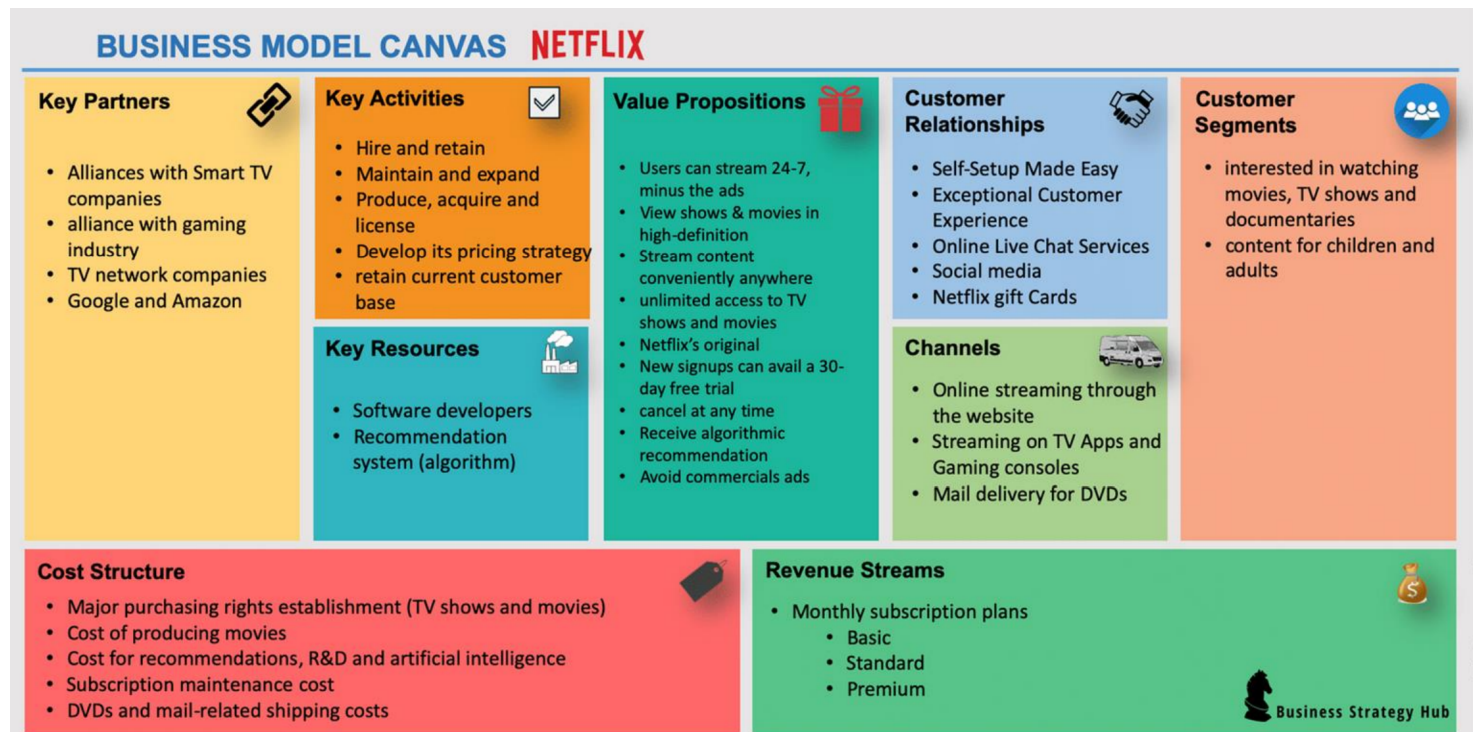 BUSINESS MODEL CANVAS NETFLIX
Key Partners
• Alliances with Smart TV
companies
• alliance with gaming
industry
• TV network companies
• Google and Amazon
Key Activities
• Hire and retain
• Maintain and expand
• Produce, acquire and
license
• Develop its pricing strategy
• retain current customer
base
Key Resources
• Software developers
• Recommendation
system (algorithm)
Value Propositions
• Users can stream 24-7,
minus the ads
• View shows & movies in
high-definition
• Stream content
conveniently anywhere
• unlimited access to TV
shows and movies
• Netflix's original
• New signups can avail a 30-
day free trial
• cancel at any time
• Receive algorithmic
recommendation
• Avoid commercials ads
Customer
Relationships
• Self-Setup Made Easy
• Exceptional Customer
Experience
• Online Live Chat Services
• Social media
• Netflix gift Cards
Channels
• Online streaming through
the website
• Streaming on TV Apps and
Gaming consoles
• Mail delivery for DVDs
Customer
Segments
• interested in watching
movies, TV shows and
documentaries
• content for children and
adults
Cost Structure
• Major purchasing rights establishment (TV shows and movies)
• Cost of producing movies
• Cost for recommendations, R&D and artificial intelligence
• Subscription maintenance cost
• DVDs and mail-related shipping costs
Revenue Streams
• Monthly subscription plans
• Basic
• Standard
• Premium
$
Business Strategy Hub